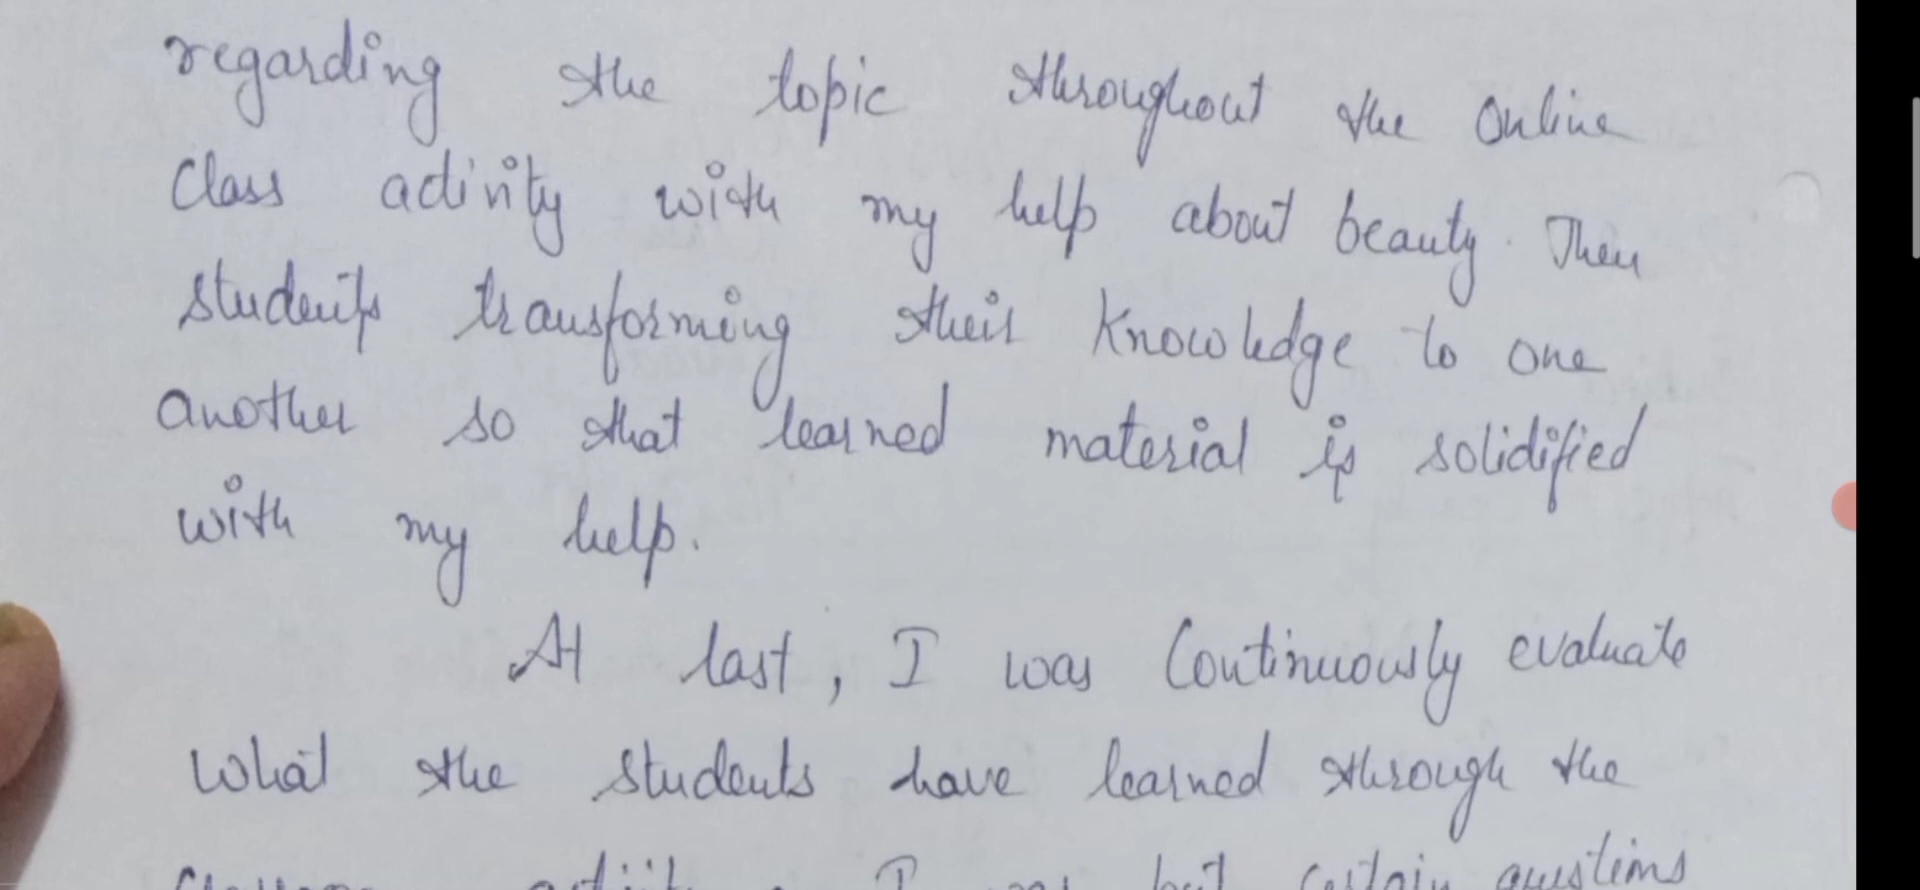 regarding the topic throughout the online
Class activity with my help about beauty. Then
students transforming their Knowledge to one
another so that learned material is solidified
with my help.
At last, I was Continuously evaluate
What the students have learned through the
I certain questions